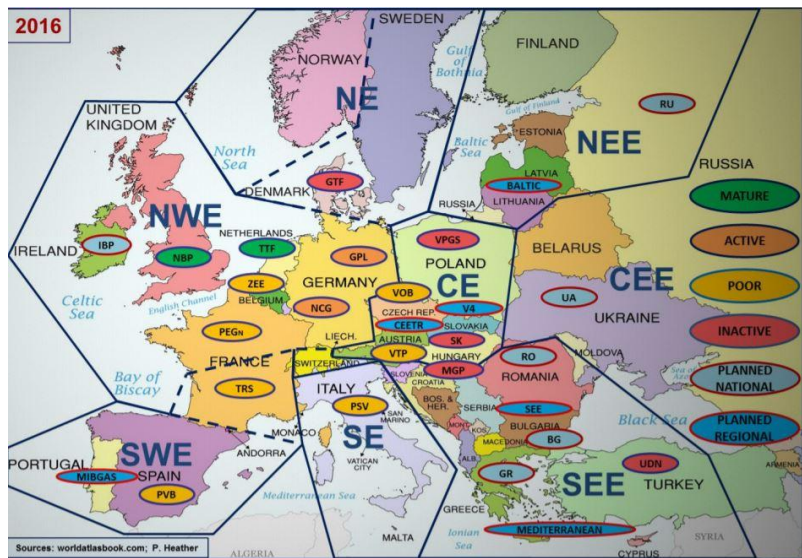 2016
SWEDEN
FINLAND
NORWAY
Gulf
of
Bothnia
UNITED
KINGDOM
NE
Gulf of Finland
RU
North
Sea
Baltic
Sea
ESTONIA
NEE
RUSSIA
LATVIA
GTF
DENMARK
BALTIC
LITHUANIA
MATURE
RUSSIA
NWE
NETHERLANDS
IRELAND
IBP
NBP
TTF
VPGS
BELARUS
ACTIVE
GPL
POLAND
CEE
ZEE
GERMANY
CE
POOR
Celtic
Sea
English Channel
BELGIUM
NCG
VOB
V4
UA
UKRAINE
CZECH REP.
CEETR
SLOVAKIA
INACTIVE
PEGN
LIECH.
AUSTRIA
SK
FRANCE
SWITZERLAND
VTP
HUNGARY
RO
MOLDOVA
Bay of
Biscay
MGP
ROMANIA
Sea of
PLANNED
NATIONAL
TRS
ITALY
SLOVENIA
CROATIA
PSV
BOS. &
HER.
SERBIA
SEE
Black Sea
PLANNED
REGIONAL
SAN
MARINO
MONACO
SE
MONT.
KOS.
BULGARIA
BG
SWE
ANDORRA
MACEDONIA
PORTUGAL
MIBGAS
SPAIN
VATICAN
CITY
ALB.
UDN
ARMENIA
GR
SEE
TURKEY
PVB
Mediterranean Sea
GREECE
MALTA
Ionian
Sea
MEDITERRANEAN
SYRIA
Sources: worldatlasbook.com; P. Heather
ALGERIA
CYPRUS